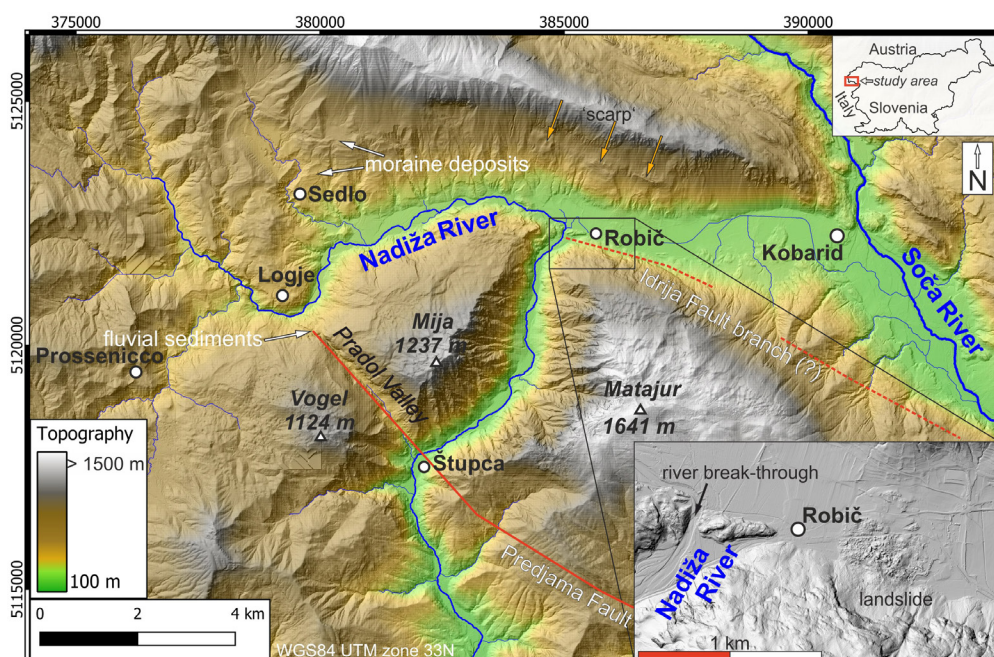 375000
380000
385000
390000
5125000
5120000
5115000
Austria
⇐study area
Italy
Slovenia
N
'scarp'
moraine deposits
Sedlo
Nadiža River
Robič
Kobarid
Soča River
Logje
Idrija Fault branch (?)
fluvial sediments
Prossenicco
Pradol Valley
Mija
1237 m
Vogel
1124 m
Matajur
1641 m
Štupca
Predjama Fault
Topography
> 1500 m
100 m
0
2
4 km
WGS84 UTM zone 33N
river break-through
Robič
Nadiža
River
landslide
1 km